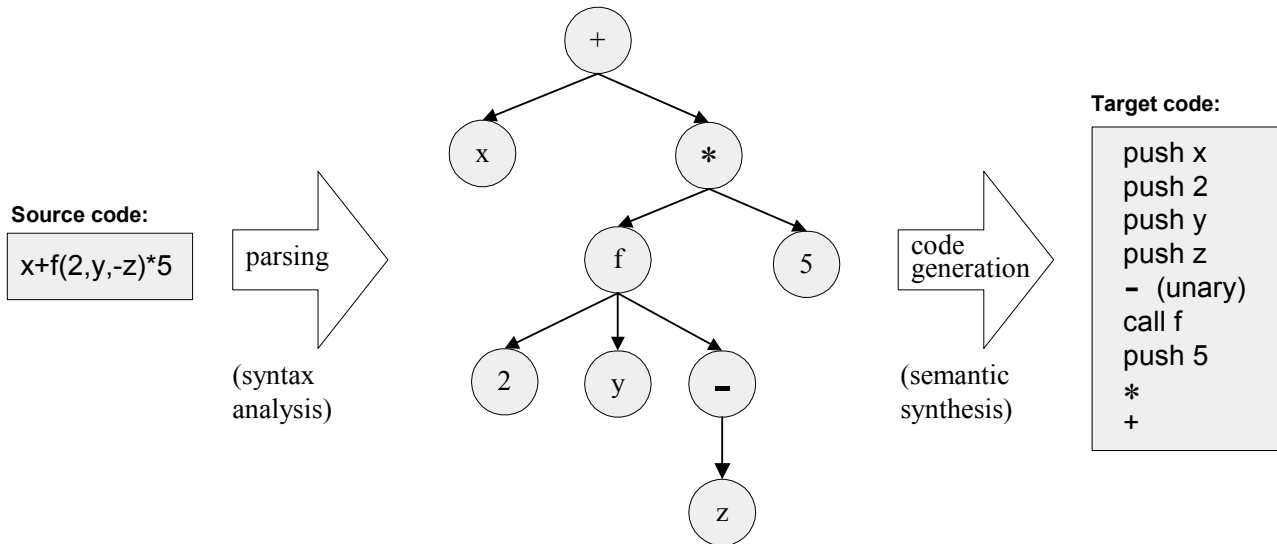 Source code:
x+f(2,y,-z)*5
parsing
(syntax
analysis)
+
x
*
f
5
2
y
-
z
code
generation
(semantic
synthesis)
Target code:
push x
push 2
push y
push z
- (unary)
call f
push 5
*
+